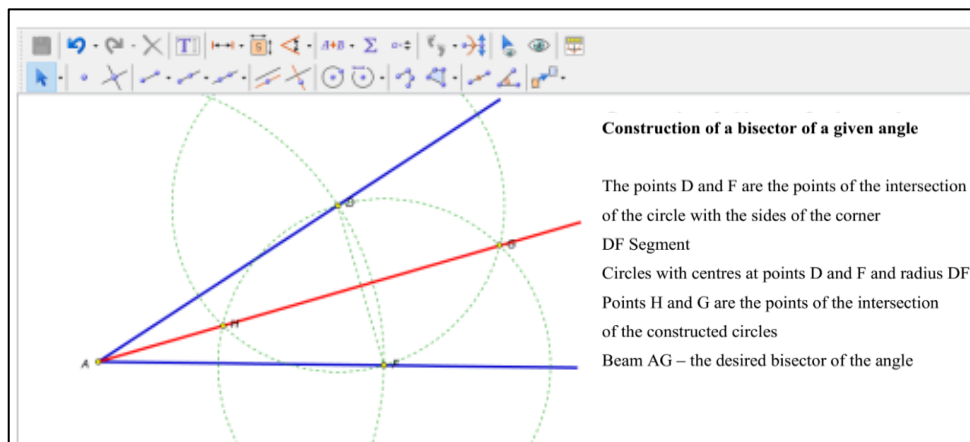 Construction of a bisector of a given angle
The points D and F are the points of the intersection
of the circle with the sides of the corner
DF Segment
Circles with centres at points D and F and radius DF
Points H and G are the points of the intersection
of the constructed circles
Beam AG – the desired bisector of the angle
D
G
H
A
F